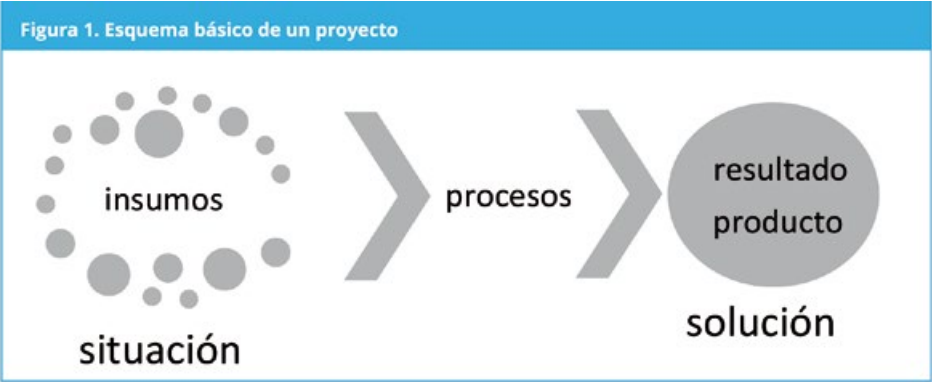 Figura 1. Esquema básico de un proyecto
insumos
procesos
resultado
producto
situación
solución